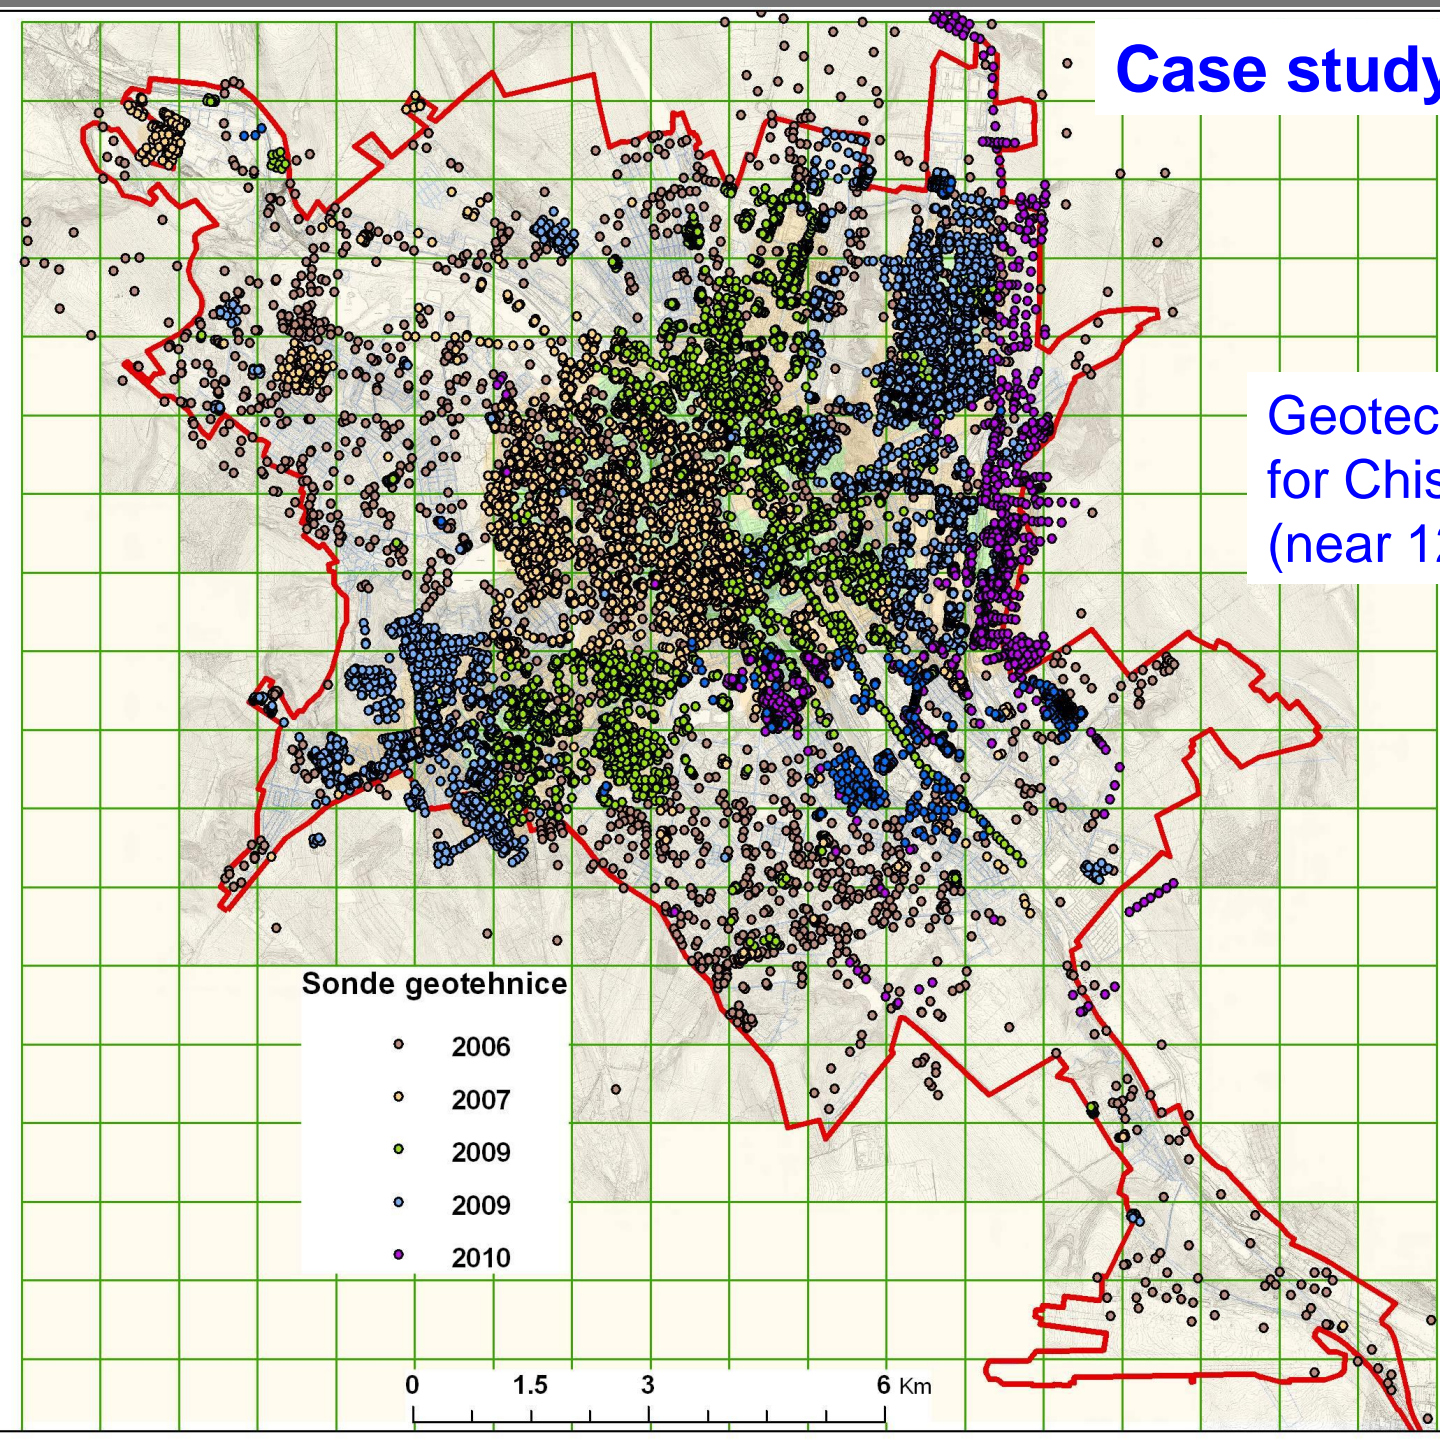 Case study
Geotec
for Chis
(near 12
Sonde geotehnice
2006
2007
2009
2009
2010
0 1.5 3 6 Km